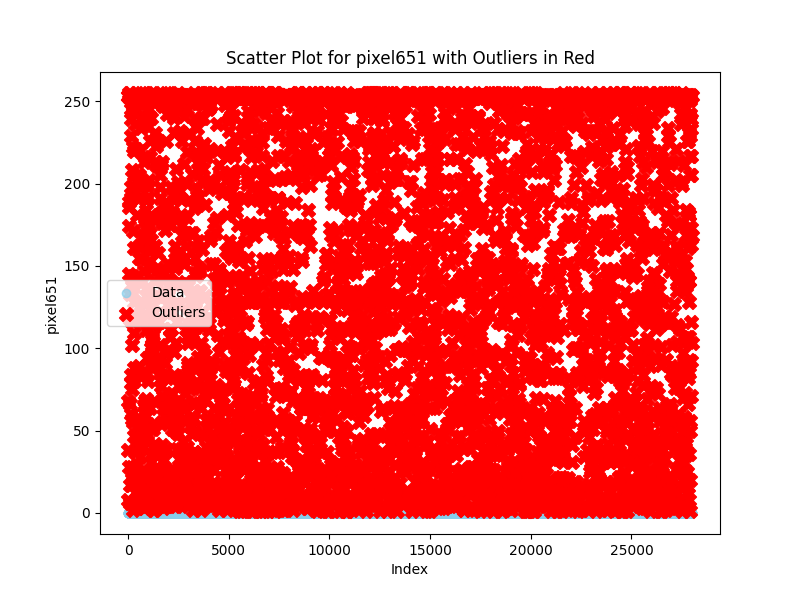 Scatter Plot for pixel651 with Outliers in Red
250
200
150
100
50
0
pixel651
Data
Outliers
0 5000 10000 15000 20000 25000
Index